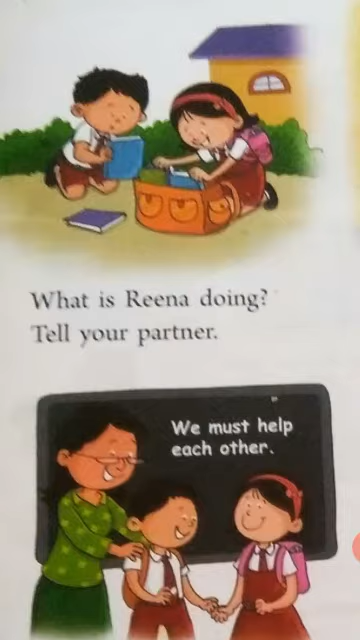 What is Reena doing?
Tell your partner.
We must help
each other.